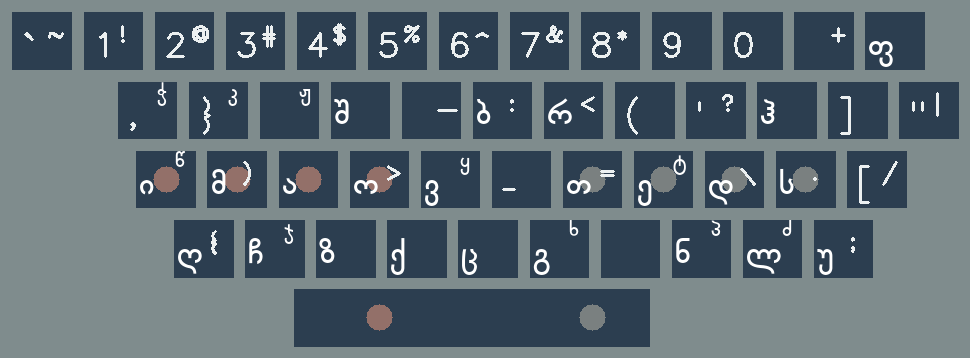 ` ~ 1 ! 2 @ 3 # 4 $ 5 % 6 ^ 7 & 8 * 9 0 + ფ
, ჭ } კ ჟ შ _ ბ : რ < ( ' ? ჰ ] " |
ი წ მ ) ა ო > ვ ყ - თ = ე ტ დ \ ს . [ /
ღ { ჩ ჯ ზ ქ ც გ ხ ნ პ ლ ძ უ ;